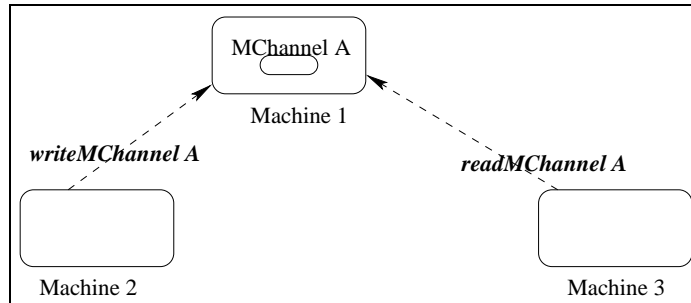 MChannel A
Machine 1
writeMChannel A
readMChannel A
Machine 2
Machine 3